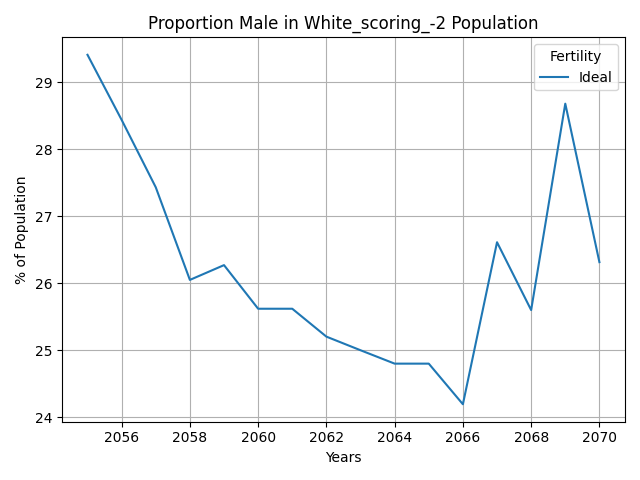 Proportion Male in White_scoring_-2 Population
Fertility
Ideal
% of Population
29
28
27
26
25
24
2056 2058 2060 2062 2064 2066 2068 2070
Years